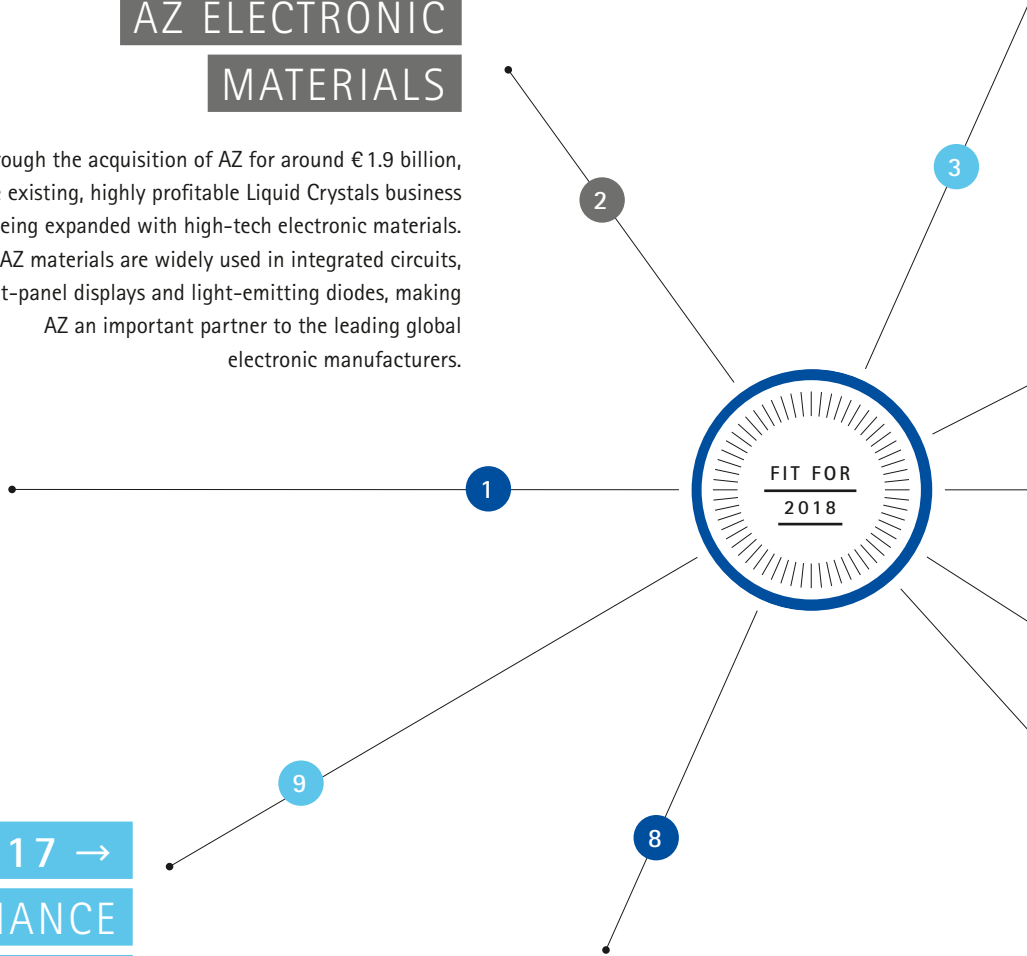 AZ ELECTRONIC
MATERIALS
rough the acquisition of AZ for around € 1.9 billion,
existing, highly profitable Liquid Crystals business
eing expanded with high-tech electronic materials.
AZ materials are widely used in integrated circuits,
t-panel displays and light-emitting diodes, making
AZ an important partner to the leading global
electronic manufacturers.
3
2
1
FIT FOR
2018
9
8
17 →